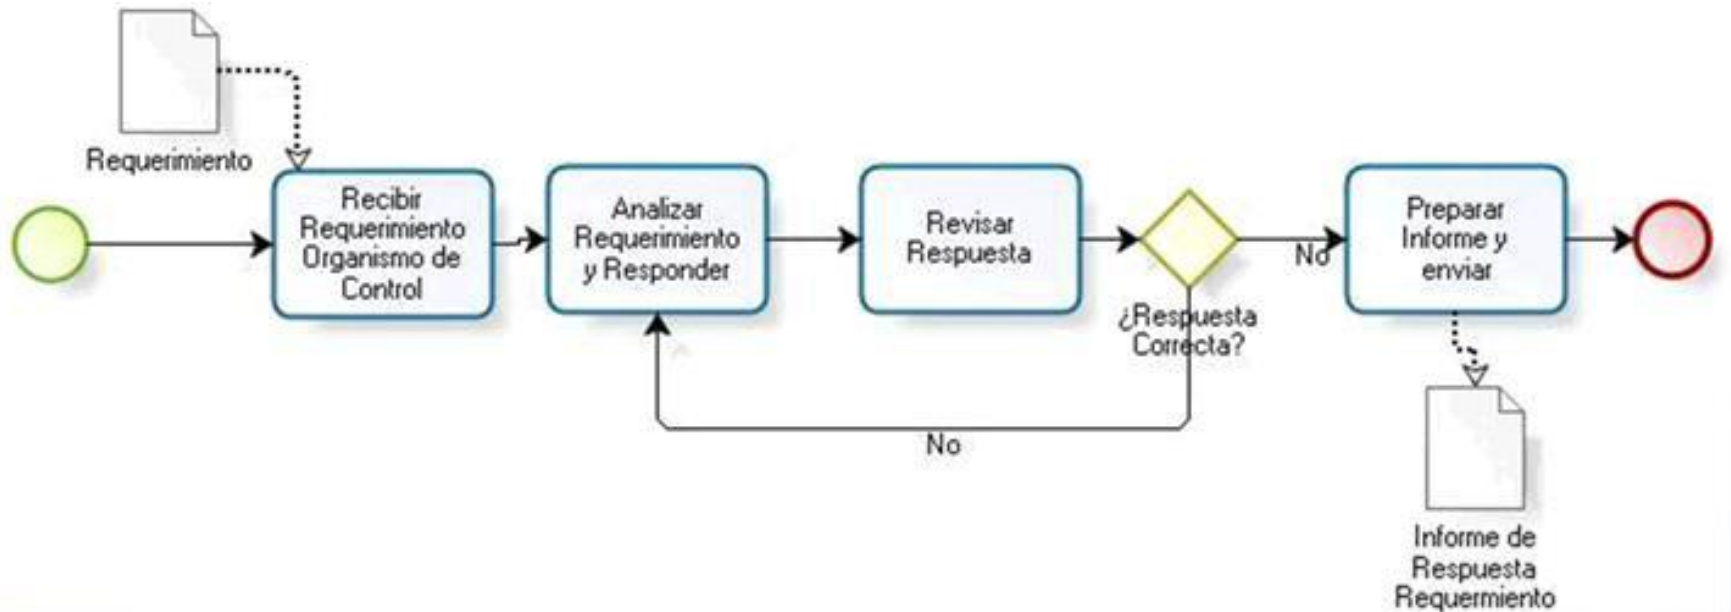 Requerimiento
Recibir
Requerimiento
Organismo de
Control
Analizar
Requerimiento
y Responder
Revisar
Respuesta
¿Respuesta
Correcta?
No
No
Preparar
Informe y
enviar
Informe de
Respuesta
Requermiento